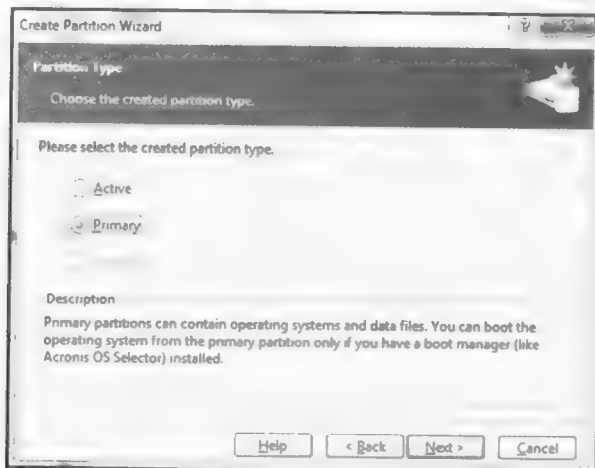 Create Partition Wizard
Partition Type
Choose the created partition type.
Please select the created partition type.
Active
Primary
Description
Primary partitions can contain operating systems and data files. You can boot the
operating system from the primary partition only if you have a boot manager (like
Acronis OS Selector) installed.
Help
< Back
Next >
Cancel